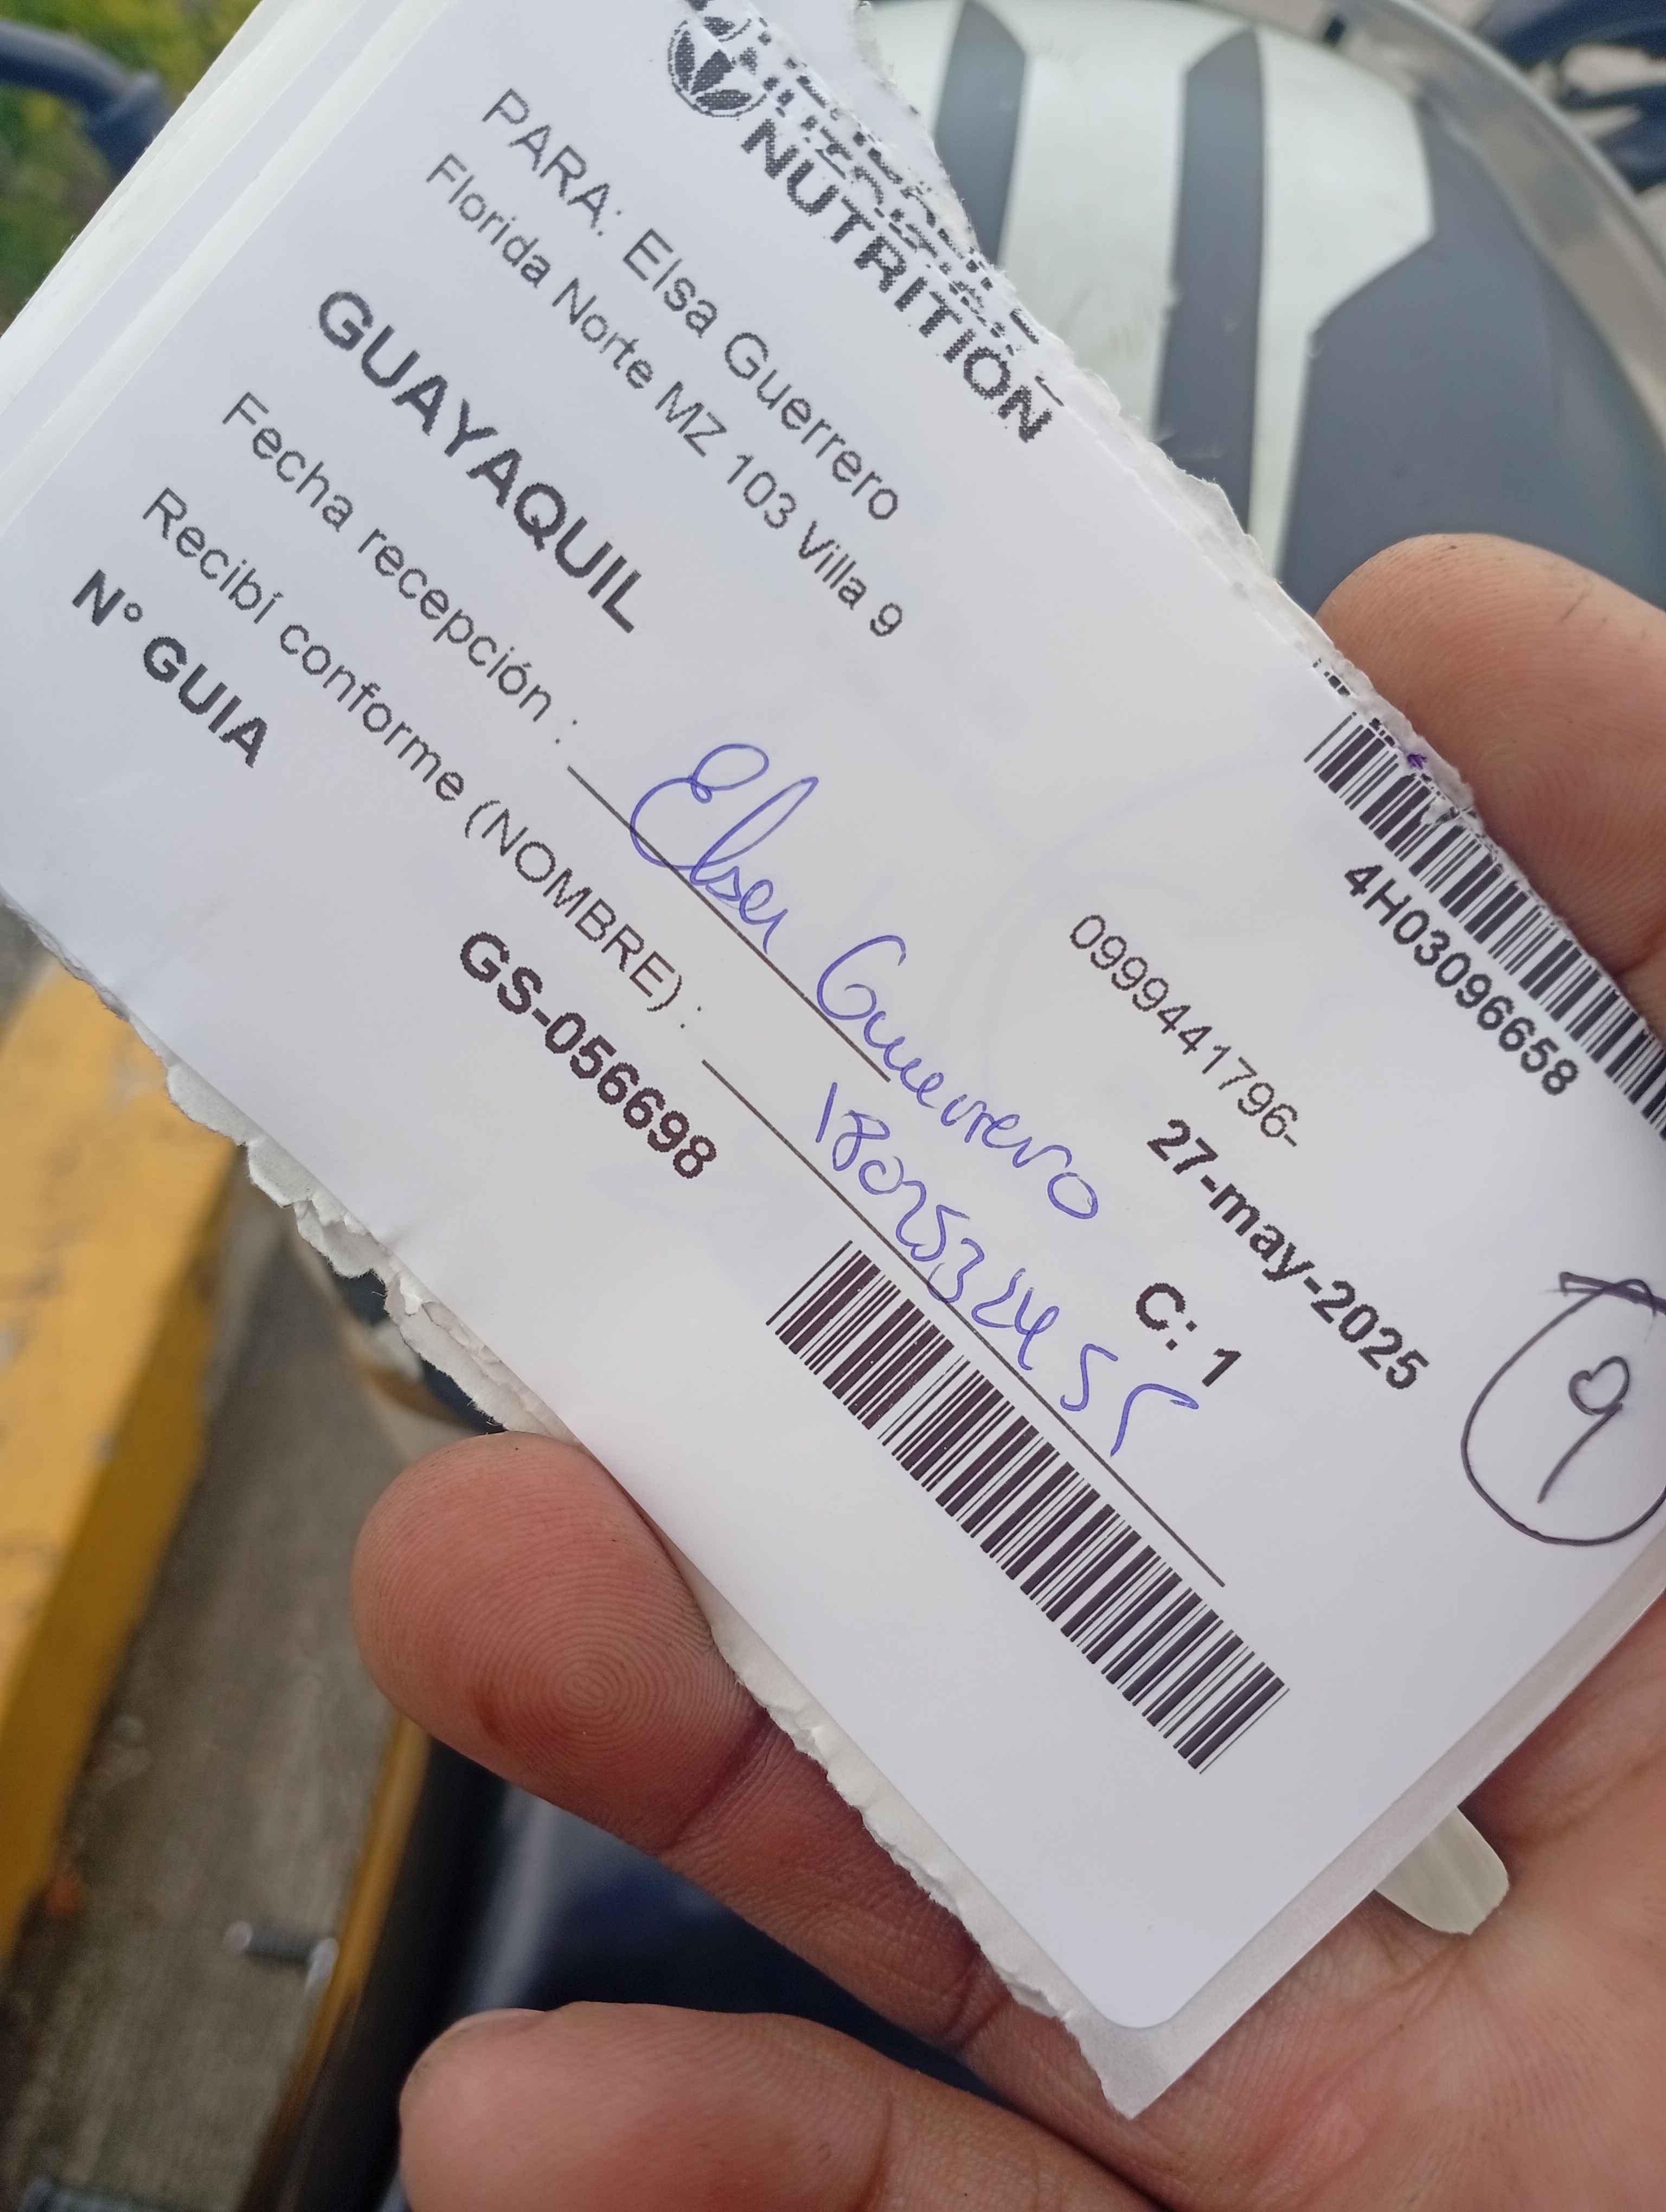 NUTRITION
4H03096658
PARA: Elsa Guerrero
0999441796-
Florida Norte MZ 103 Villa 9
27-may-2025
GUAYAQUIL
C: 1
9
Fecha recepción :
Elsa Guerrero
Recibí conforme (NOMBRE) :
1802532455
N° GUIA
GS-056698